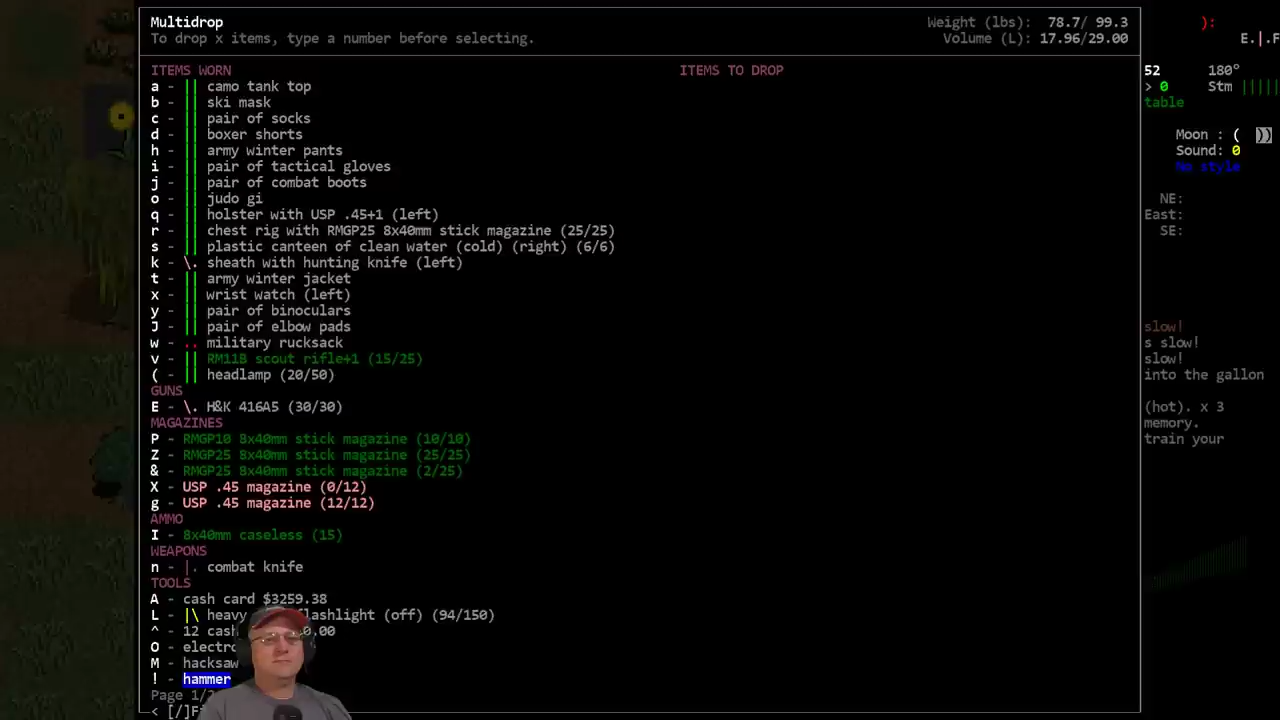 Multidrop
To drop x items, type a number before selecting.
Weight (lbs): 78.7/ 99.3
Volume (L): 17.96/29.00
ITEMS WORN
a - || camo tank top
b - || ski mask
c - || pair of socks
d - || boxer shorts
h - || army winter pants
i - || pair of tactical gloves
j - || pair of combat boots
o - || judo gi
q - || holster with USP .45+1 (left)
r - || chest rig with RMGP25 8x40mm stick magazine (25/25)
s - || plastic canteen of clean water (cold) (right) (6/6)
k - \. sheath with hunting knife (left)
t - || army winter jacket
x - || wrist watch (left)
y - || pair of binoculars
J - || pair of elbow pads
w - .. military rucksack
v - || RM11B scout rifle+1 (15/25)
( - || headlamp (20/50)
GUNS
E - \. H&K 416A5 (30/30)
MAGAZINES
P - RMGP10 8x40mm stick magazine (10/10)
Z - RMGP25 8x40mm stick magazine (25/25)
& - RMGP25 8x40mm stick magazine (2/25)
X - USP .45 magazine (0/12)
g - USP .45 magazine (12/12)
AMMO
I - 8x40mm caseless (15)
WEAPONS
n - |. combat knife
TOOLS
A - cash card $3259.38
L - |\ heavy flashlight (off) (94/150)
^ - 12 cash 0.00
O - electro
M - hacksaw
! - hammer
Page 1/
< [/]F
ITEMS TO DROP
):
E.|.F
52 180°
> 0 Stm |||||
table
Moon : ( ))
Sound: 0
No style
NE:
East:
SE:
slow!
s slow!
slow!
into the gallon
(hot). x 3
memory.
train your